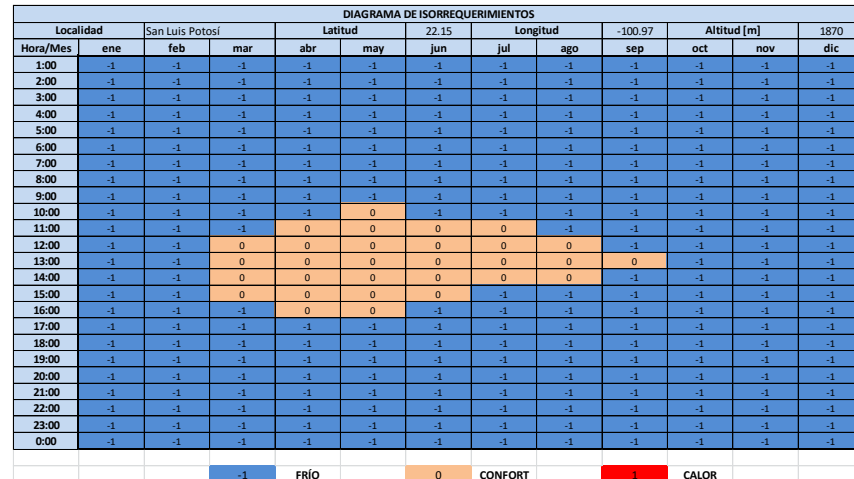 DIAGRAMA DE ISORREQUERIMIENTOS
Localidad San Luis Potosí Latitud 22.15 Longitud -100.97 Altitud [m] 1870
Hora/Mes ene feb mar abr may jun jul ago sep oct nov dic
1:00 -1 -1 -1 -1 -1 -1 -1 -1 -1 -1 -1 -1
2:00 -1 -1 -1 -1 -1 -1 -1 -1 -1 -1 -1 -1
3:00 -1 -1 -1 -1 -1 -1 -1 -1 -1 -1 -1 -1
4:00 -1 -1 -1 -1 -1 -1 -1 -1 -1 -1 -1 -1
5:00 -1 -1 -1 -1 -1 -1 -1 -1 -1 -1 -1 -1
6:00 -1 -1 -1 -1 -1 -1 -1 -1 -1 -1 -1 -1
7:00 -1 -1 -1 -1 -1 -1 -1 -1 -1 -1 -1 -1
8:00 -1 -1 -1 -1 -1 -1 -1 -1 -1 -1 -1 -1
9:00 -1 -1 -1 -1 -1 -1 -1 -1 -1 -1 -1 -1
10:00 -1 -1 -1 -1 0 -1 -1 -1 -1 -1 -1 -1
11:00 -1 -1 -1 0 0 0 0 -1 -1 -1 -1 -1
12:00 -1 -1 0 0 0 0 0 0 -1 -1 -1 -1
13:00 -1 -1 0 0 0 0 0 0 0 -1 -1 -1
14:00 -1 -1 0 0 0 0 0 0 -1 -1 -1 -1
15:00 -1 -1 0 0 0 0 -1 -1 -1 -1 -1 -1
16:00 -1 -1 -1 0 0 -1 -1 -1 -1 -1 -1 -1
17:00 -1 -1 -1 -1 -1 -1 -1 -1 -1 -1 -1 -1
18:00 -1 -1 -1 -1 -1 -1 -1 -1 -1 -1 -1 -1
19:00 -1 -1 -1 -1 -1 -1 -1 -1 -1 -1 -1 -1
20:00 -1 -1 -1 -1 -1 -1 -1 -1 -1 -1 -1 -1
21:00 -1 -1 -1 -1 -1 -1 -1 -1 -1 -1 -1 -1
22:00 -1 -1 -1 -1 -1 -1 -1 -1 -1 -1 -1 -1
23:00 -1 -1 -1 -1 -1 -1 -1 -1 -1 -1 -1 -1
0:00 -1 -1 -1 -1 -1 -1 -1 -1 -1 -1 -1 -1
-1 FRÍO 0 CONFORT 1 CALOR